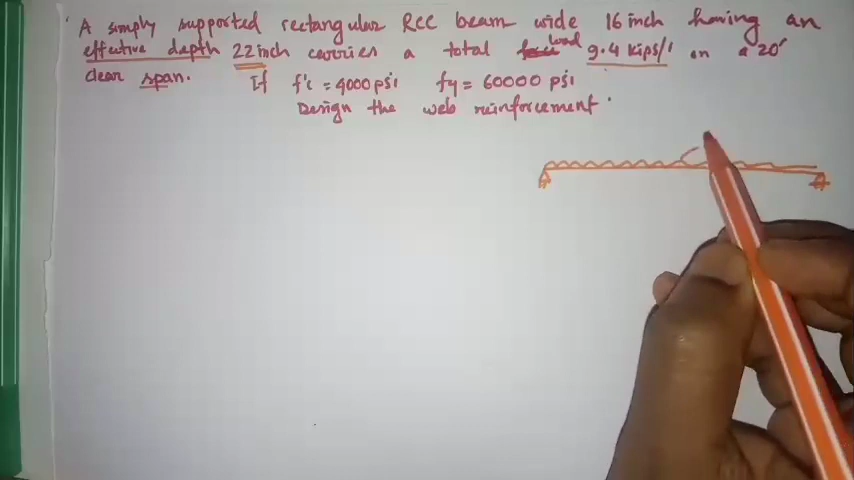 A simply supported rectangular RCC beam wide 16 inch having an
effective depth 22 inch carries a total load 9.4 kips/' on a 20'
clear span. If f'c = 4000 psi fy = 60000 psi
Design the web reinforcement.